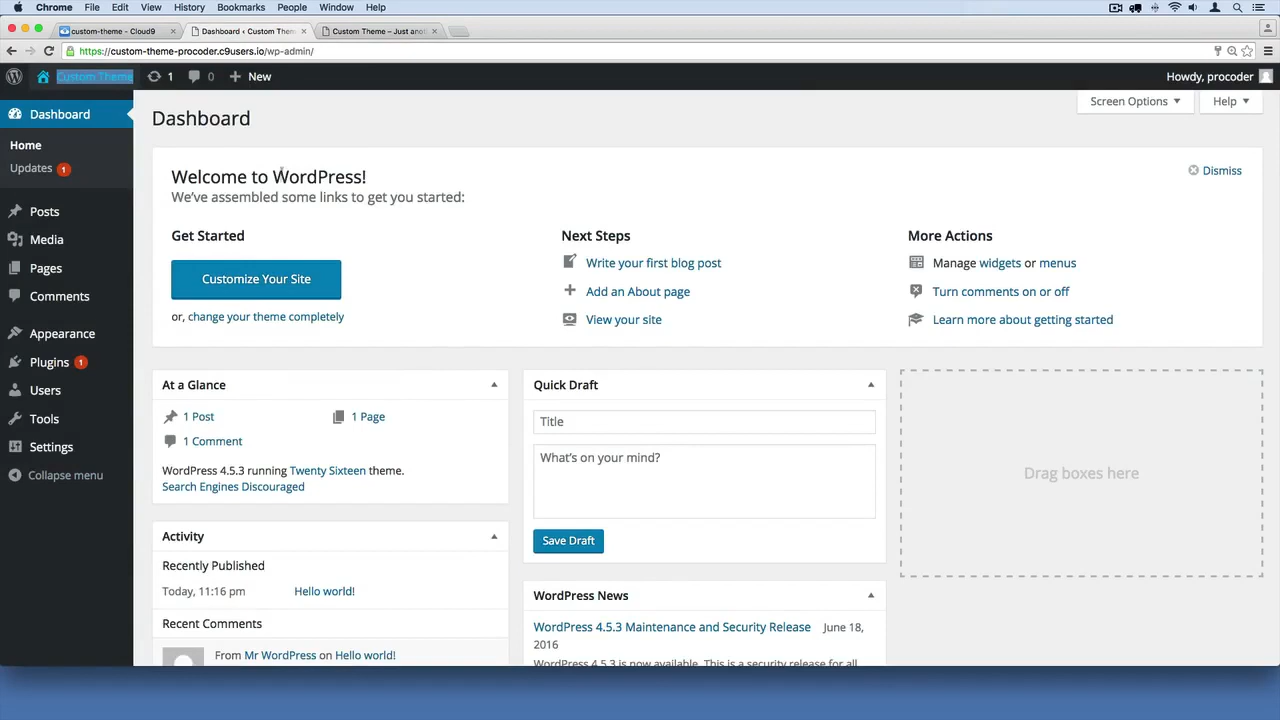 Chrome File Edit View History Bookmarks People Window Help
custom-theme - Cloud9
Dashboard ‹ Custom Them
Custom Theme – Just anot
https://custom-theme-procoder.c9users.io/wp-admin/
Custom Theme 1 0 New Howdy, procoder
Screen Options Help
Dashboard
Home
Updates 1
Posts
Media
Pages
Comments
Appearance
Plugins 1
Users
Tools
Settings
Collapse menu
Dashboard
Welcome to WordPress!
We've assembled some links to get you started:
Dismiss
Get Started
Customize Your Site
or, change your theme completely
Next Steps
Write your first blog post
Add an About page
View your site
More Actions
Manage widgets or menus
Turn comments on or off
Learn more about getting started
At a Glance
1 Post 1 Page
1 Comment
WordPress 4.5.3 running Twenty Sixteen theme.
Search Engines Discouraged
Activity
Recently Published
Today, 11:16 pm Hello world!
Recent Comments
From Mr WordPress on Hello world!
Quick Draft
Title
What's on your mind?
Save Draft
WordPress News
WordPress 4.5.3 Maintenance and Security Release June 18,
2016
WordPress 4.5.3 is now available. This is a security release for all
Drag boxes here